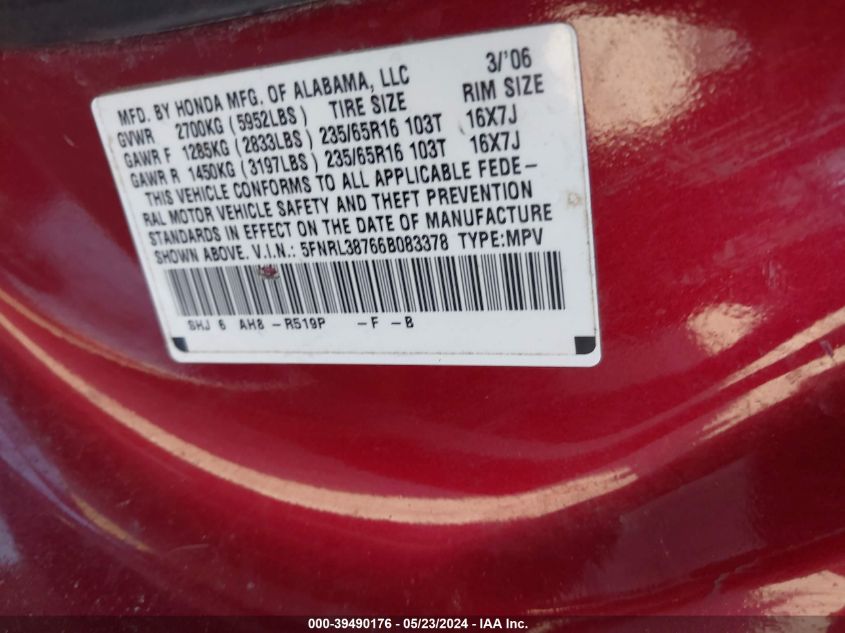 MFD. BY HONDA MFG. OF ALABAMA, LLC 3/'06
GVWR 2700KG (5952LBS) TIRE SIZE RIM SIZE
GAWR F 1285KG (2833LBS) 235/65R16 103T 16X7J
GAWR R 1450KG (3197LBS) 235/65R16 103T 16X7J
THIS VEHICLE CONFORMS TO ALL APPLICABLE FEDE-
RAL MOTOR VEHICLE SAFETY AND THEFT PREVENTION
STANDARDS IN EFFECT ON THE DATE OF MANUFACTURE
SHOWN ABOVE. V.I.N.: 5FNRL38766B083378 TYPE:MPV
SHJ 6 AH8 -R519P -F -B
000-39490176 - 05/23/2024 - IAA Inc.